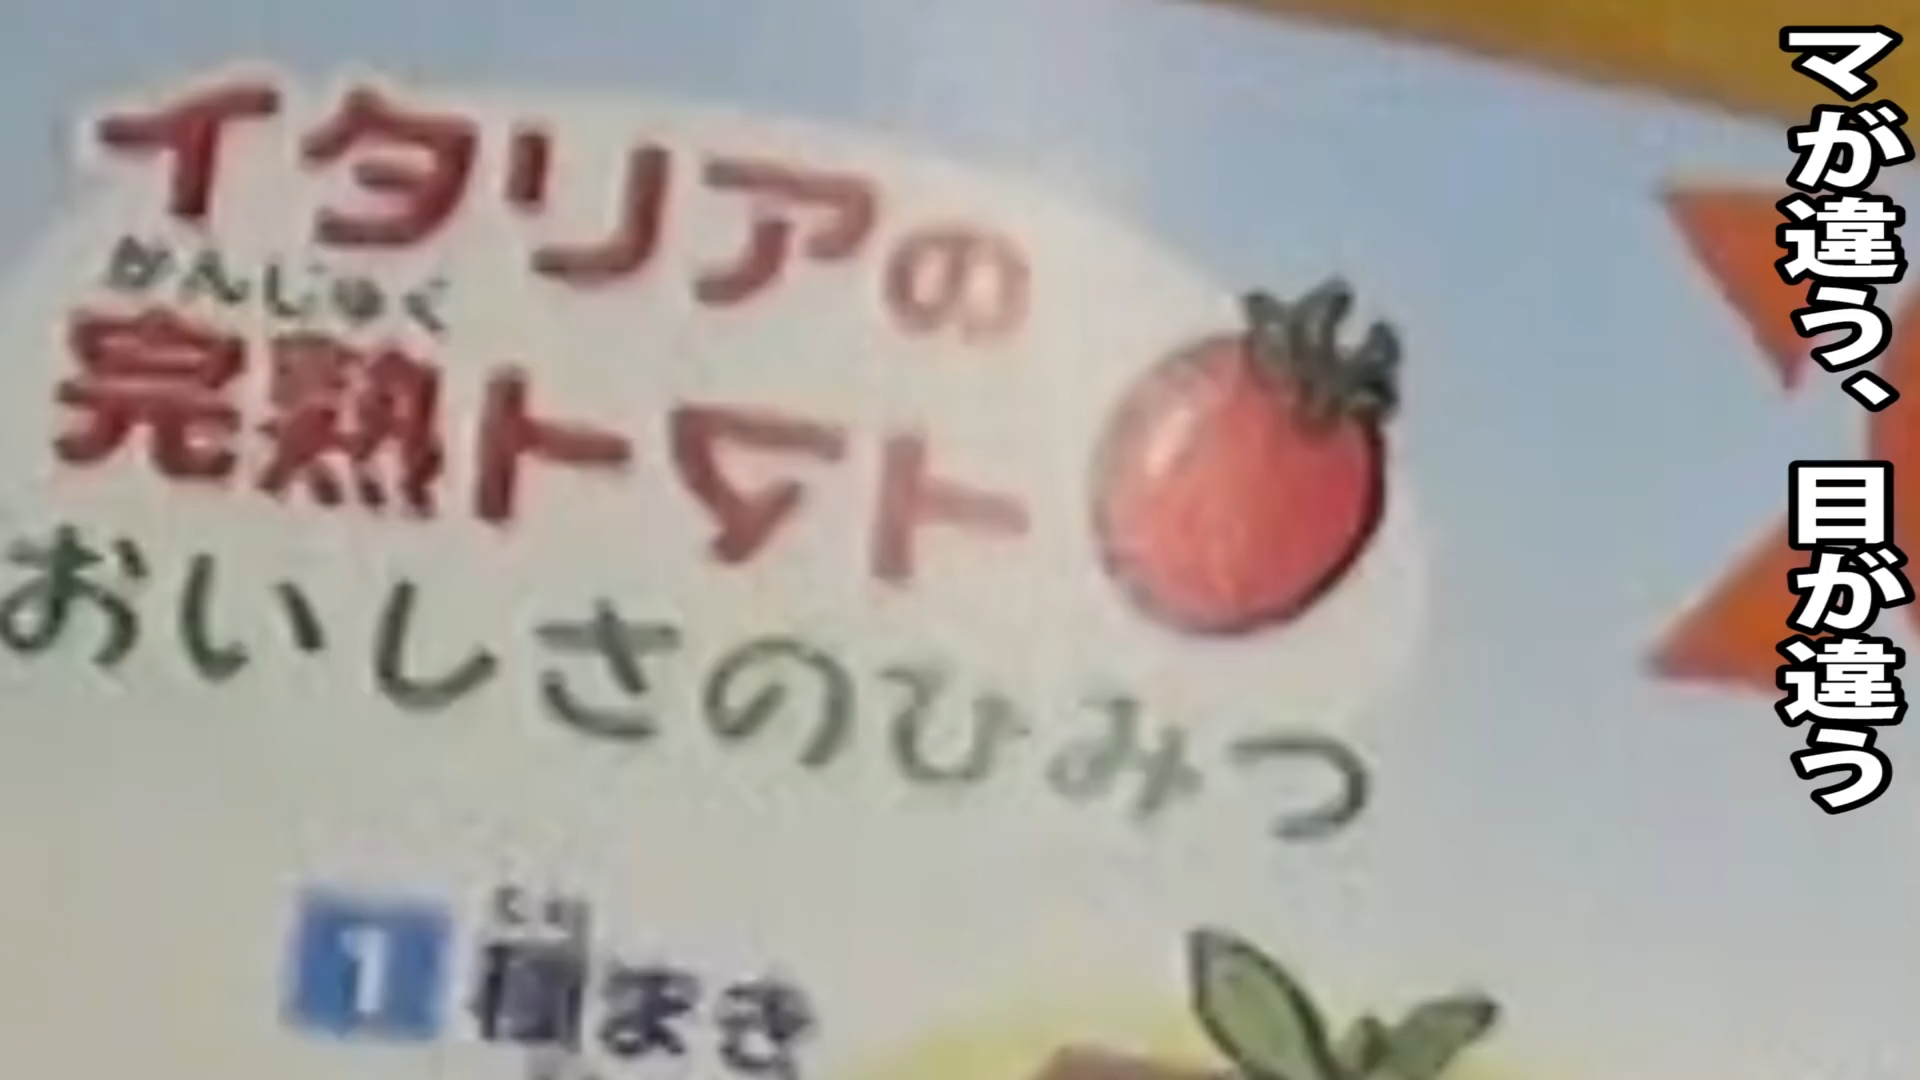 マが違う、目が違う
イタリアの
かんじゅく
完熟トマト
おいしさのひみつ
1 種まき